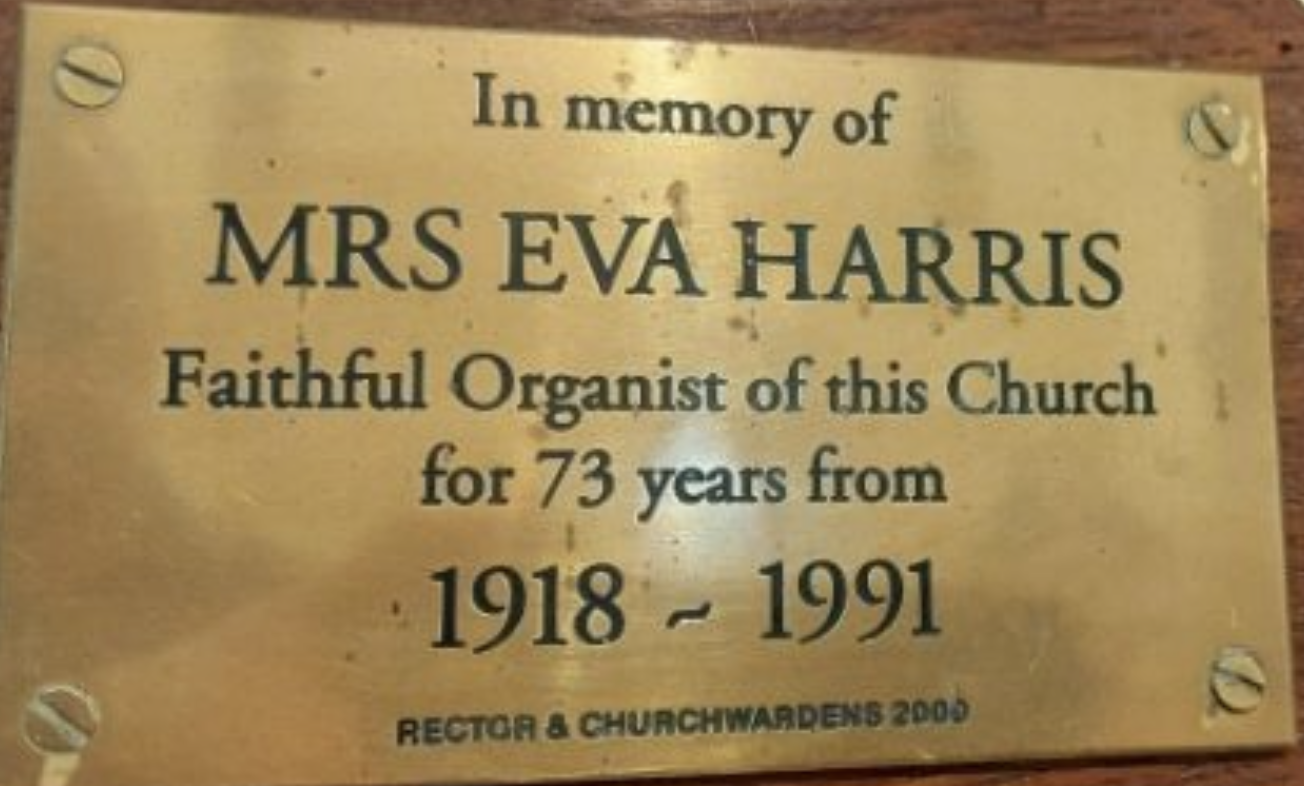 In memory of
MRS EVA HARRIS
Faithful Organist of this Church
for 73 years from
1918 ~ 1991
RECTOR & CHURCHWARDENS 2000